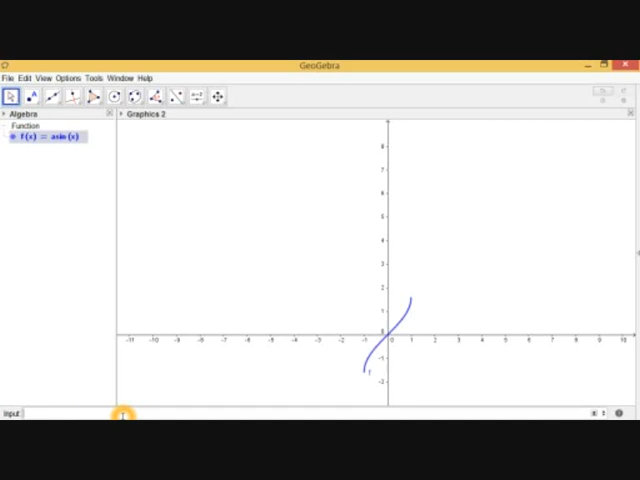 GeoGebra
File Edit View Options Tools Window Help
Algebra
Graphics 2
Function
f(x) = asin(x)
8
7
6
5
4
3
2
1
0
-11 -10 -9 -8 -7 -6 -5 -4 -3 -2 -1 0 1 2 3 4 5 6 7 8 9 10
-1
-2
f
Input: